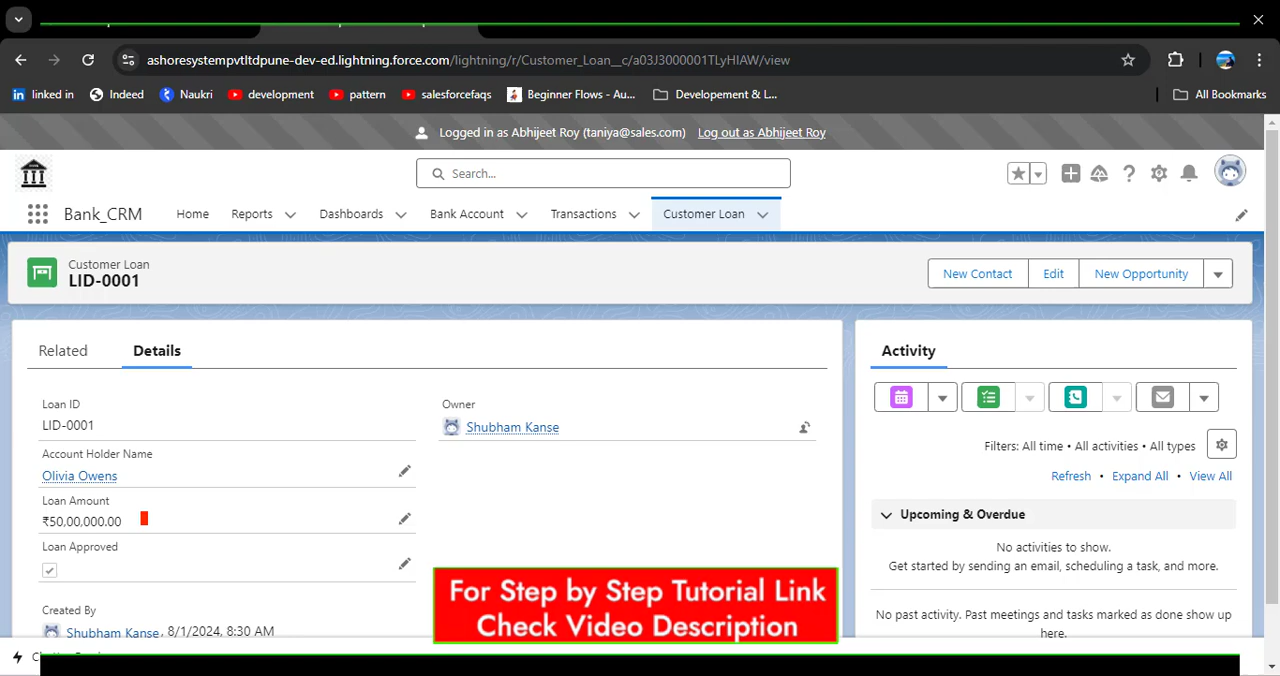 ashoresystempvtltdpune-dev-ed.lightning.force.com/lightning/r/Customer_Loan__c/a03J3000001TLyHIAW/view
linked in Indeed Naukri development pattern salesforcefaqs Beginner Flows - Au... Developement & L... All Bookmarks
Logged in as Abhijeet Roy (taniya@sales.com) Log out as Abhijeet Roy
Search...
Bank_CRM Home Reports Dashboards Bank Account Transactions Customer Loan
Customer Loan
LID-0001
New Contact Edit New Opportunity
Related Details
Activity
Loan ID
LID-0001
Owner
Shubham Kanse
Account Holder Name
Olivia Owens
Loan Amount
₹50,00,000.00
Loan Approved
Created By
Shubham Kanse, 8/1/2024, 8:30 AM
Filters: All time • All activities • All types
Refresh • Expand All • View All
Upcoming & Overdue
No activities to show.
Get started by sending an email, scheduling a task, and more.
No past activity. Past meetings and tasks marked as done show up
here.
For Step by Step Tutorial Link
Check Video Description